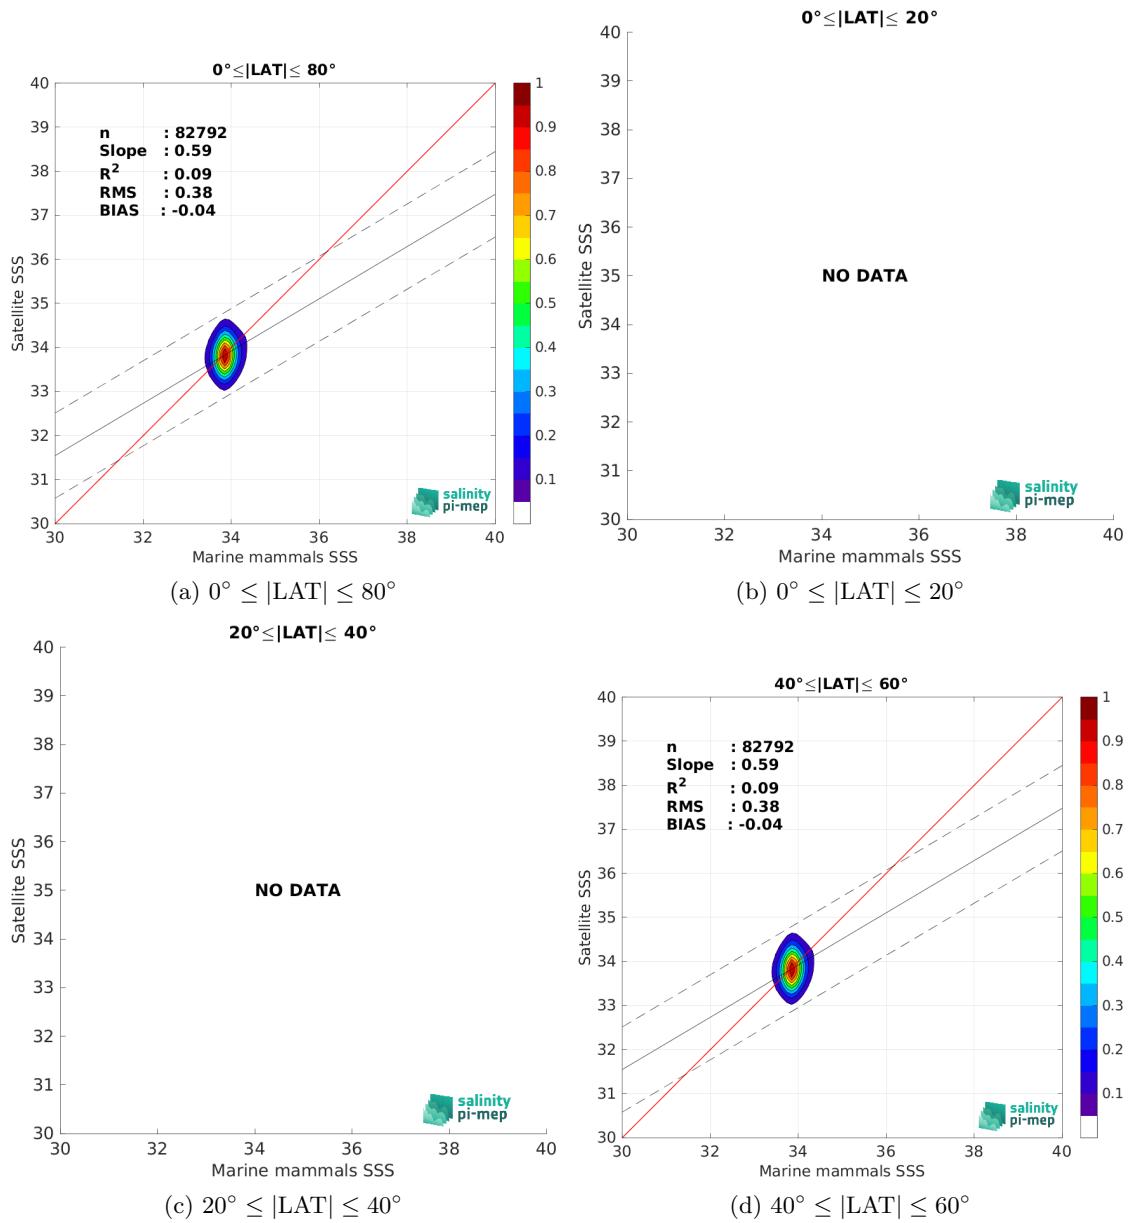 0°≤|LAT|≤ 80°
40
39
38
37
36
35
34
33
32
31
30
n : 82792
Slope : 0.59
R² : 0.09
RMS : 0.38
BIAS : -0.04
1
0.9
0.8
0.7
0.6
0.5
0.4
0.3
0.2
0.1
Satellite SSS
salinity
pi-mep
30 32 34 36 38 40
Marine mammals SSS
(a) 0° ≤ |LAT| ≤ 80°
0°≤|LAT|≤ 20°
40
39
38
37
36
35
34
33
32
31
30
Satellite SSS
NO DATA
salinity
pi-mep
30 32 34 36 38 40
Marine mammals SSS
(b) 0° ≤ |LAT| ≤ 20°
20°≤|LAT|≤ 40°
40
39
38
37
36
35
34
33
32
31
30
Satellite SSS
NO DATA
salinity
pi-mep
30 32 34 36 38 40
Marine mammals SSS
(c) 20° ≤ |LAT| ≤ 40°
40°≤|LAT|≤ 60°
40
39
38
37
36
35
34
33
32
31
30
n : 82792
Slope : 0.59
R² : 0.09
RMS : 0.38
BIAS : -0.04
1
0.9
0.8
0.7
0.6
0.5
0.4
0.3
0.2
0.1
Satellite SSS
salinity
pi-mep
30 32 34 36 38 40
Marine mammals SSS
(d) 40° ≤ |LAT| ≤ 60°